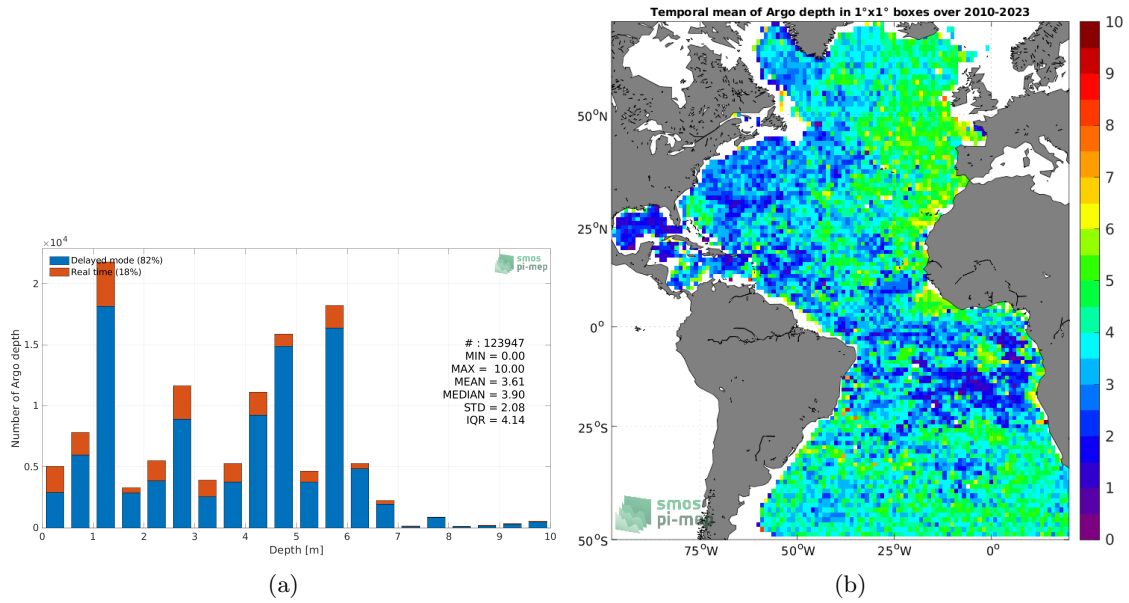 ×10⁴
Delayed mode (82%)
Real time (18%)
smos
pi-mep
2
1.5
1
0.5
0
Number of Argo depth
# : 123947
MIN = 0.00
MAX = 10.00
MEAN = 3.61
MEDIAN = 3.90
STD = 2.08
IQR = 4.14
0 1 2 3 4 5 6 7 8 9 10
Depth [m]
(a)
Temporal mean of Argo depth in 1°x1° boxes over 2010-2023
50°N
25°N
0°
25°S
50°S
75°W 50°W 25°W 0°
smos
pi-mep
10
9
8
7
6
5
4
3
2
1
0
(b)